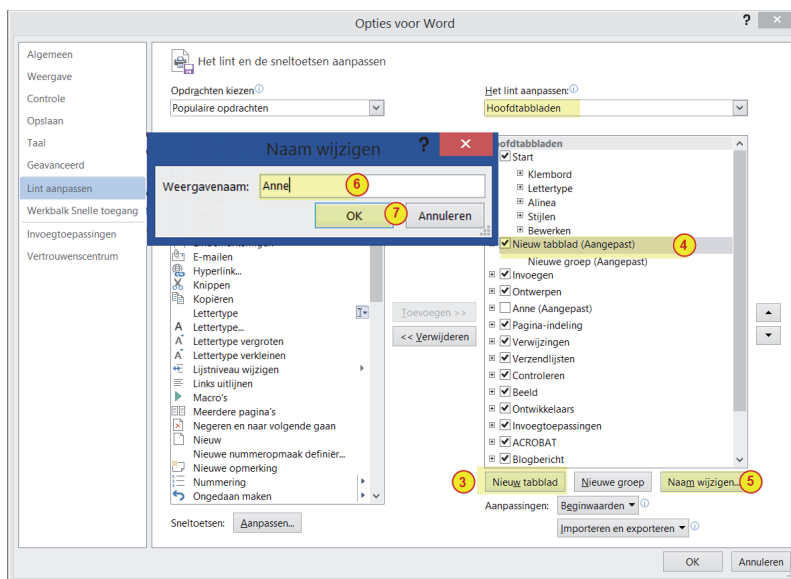 Opties voor Word
?
Algemeen
Weergave
Controle
Opslaan
Taal
Geavanceerd
Lint aanpassen
Werkbalk Snelle toegang
Invoegtoepassingen
Vertrouwenscentrum
Het lint en de sneltoetsen aanpassen
Opdrachten kiezen
Populaire opdrachten
Het lint aanpassen:
Hoofdtabbladen
Naam wijzigen
?
Weergavenaam: Anne
6
OK
7
Annuleren
E-mailen
Hyperlink...
Knippen
Kopiëren
Lettertype
Lettertype...
Lettertype vergroten
Lettertype verkleinen
Lijstniveau wijzigen
Links uitlijnen
Macro's
Meerdere pagina's
Negeren en naar volgende gaan
Nieuw
Nieuwe nummeropmaak definiër...
Nieuwe opmerking
Nummering
Ongedaan maken
Sneltoetsen: Aanpassen...
Toevoegen >>
<< Verwijderen
ofdtabbladen
Start
Klembord
Lettertype
Alinea
Stijlen
Bewerken
Nieuw tabblad (Aangepast)
4
Nieuwe groep (Aangepast)
Invoegen
Ontwerpen
Anne (Aangepast)
Pagina-indeling
Verwijzingen
Verzendlijsten
Controleren
Beeld
Ontwikkelaars
Invoegtoepassingen
ACROBAT
Blogbericht
3
Nieuw tabblad
Nieuwe groep
Naam wijzigen...
5
Aanpassingen: Beginwaarden
Importeren en exporteren
OK
Annuleren